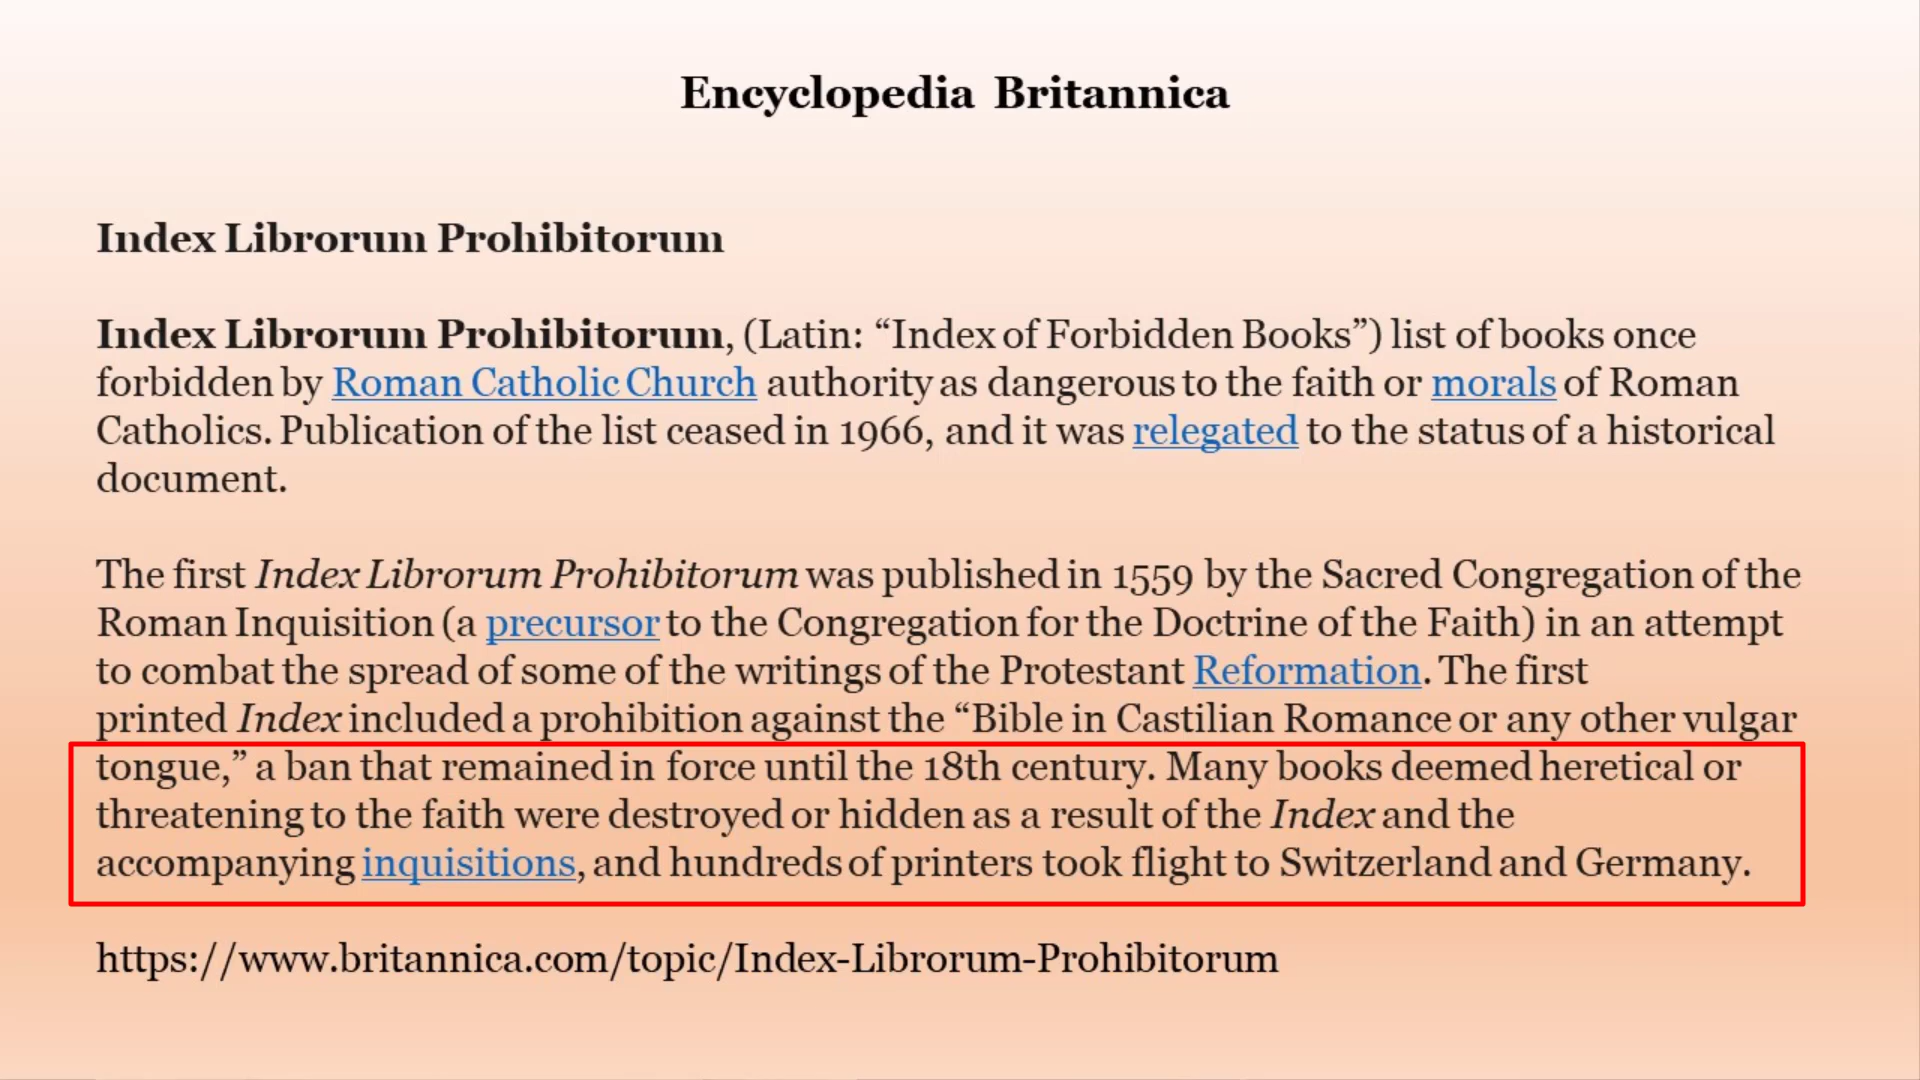 Encyclopedia Britannica
Index Librorum Prohibitorum
Index Librorum Prohibitorum, (Latin: “Index of Forbidden Books”) list of books once
forbidden by Roman Catholic Church authority as dangerous to the faith or morals of Roman
Catholics. Publication of the list ceased in 1966, and it was relegated to the status of a historical
document.
The first Index Librorum Prohibitorum was published in 1559 by the Sacred Congregation of the
Roman Inquisition (a precursor to the Congregation for the Doctrine of the Faith) in an attempt
to combat the spread of some of the writings of the Protestant Reformation. The first
printed Index included a prohibition against the “Bible in Castilian Romance or any other vulgar
tongue,” a ban that remained in force until the 18th century. Many books deemed heretical or
threatening to the faith were destroyed or hidden as a result of the Index and the
accompanying inquisitions, and hundreds of printers took flight to Switzerland and Germany.
https://www.britannica.com/topic/Index-Librorum-Prohibitorum